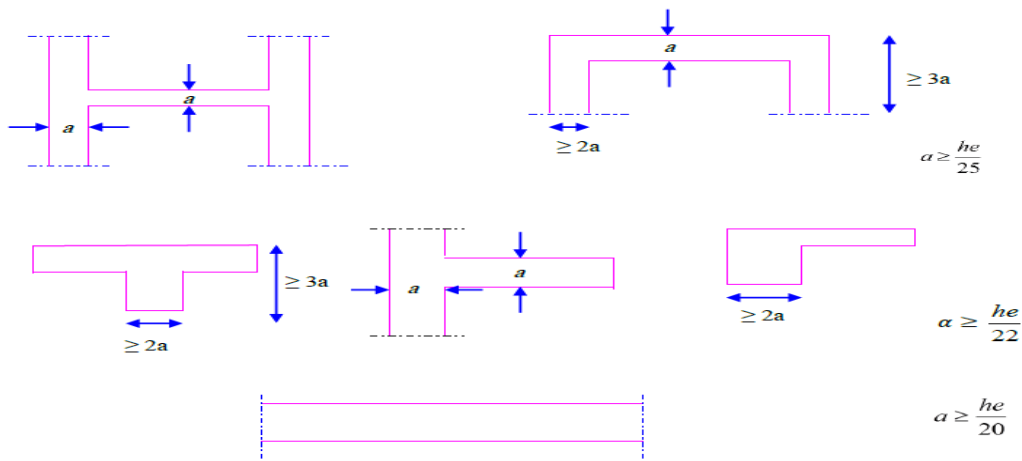 a
a
a
≥ 3a
≥ 2a
a ≥ he/25
≥ 3a
≥ 2a
a
a
≥ 2a
α ≥ he/22
a ≥ he/20